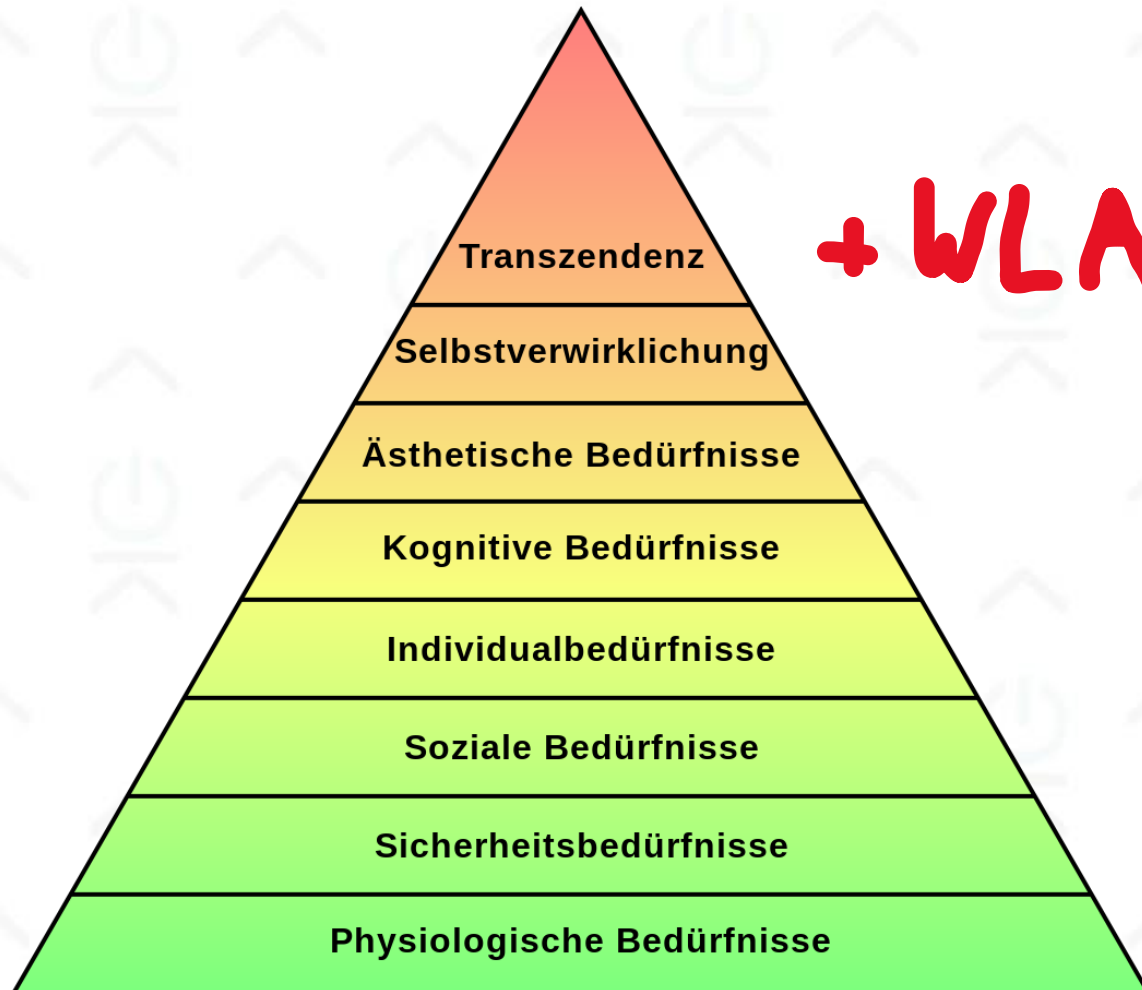 + WLA
Transzendenz
Selbstverwirklichung
Ästhetische Bedürfnisse
Kognitive Bedürfnisse
Individualbedürfnisse
Soziale Bedürfnisse
Sicherheitsbedürfnisse
Physiologische Bedürfnisse